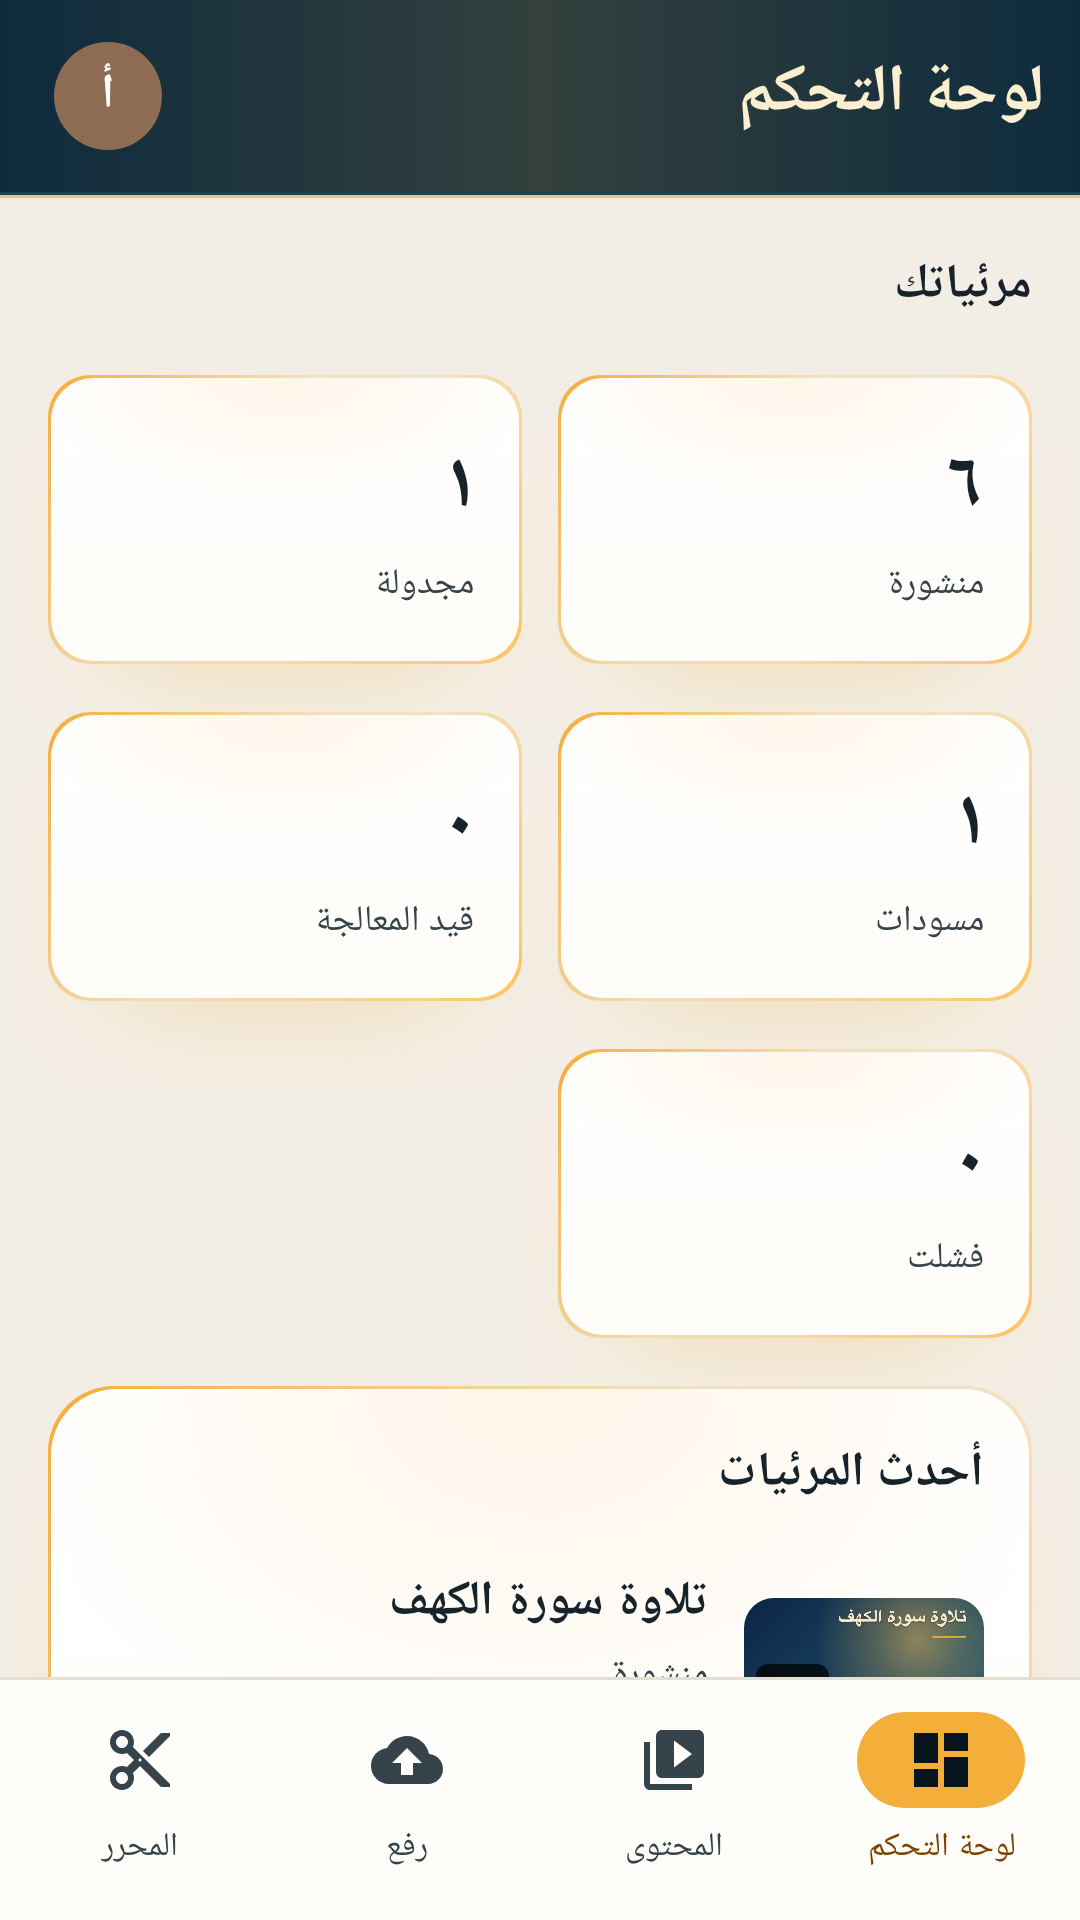 لوحة التحكم
أ
مرئياتك
٦
منشورة
١
مجدولة
١
مسودات
٠
قيد المعالجة
٠
فشلت
أحدث المرئيات
تلاوة سورة الكهف
منشورة
تلاوة سورة الكهف
لوحة التحكم
المحتوى
رفع
المحرر